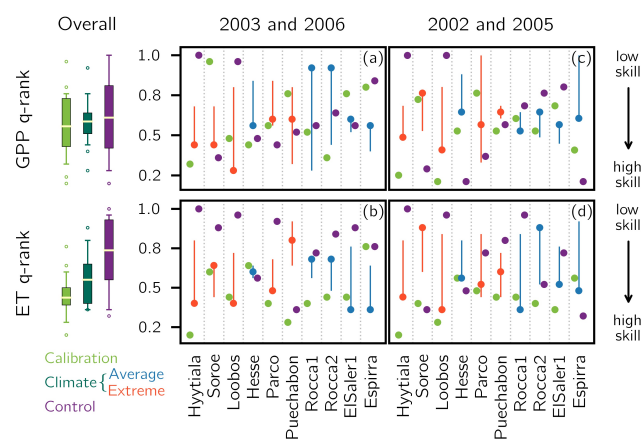 Overall
2003 and 2006
2002 and 2005
GPP q-rank
1.0
0.8
0.5
0.2
(a)
(c)
low
skill
high
skill
ET q-rank
1.0
0.8
0.5
0.2
(b)
(d)
low
skill
high
skill
Calibration
Climate { Average
Extreme
Control
Hyytiala
Soroe
Loobos
Hesse
Parco
Puechabon
Rocca1
Rocca2
ElSaler1
Espirra
Hyytiala
Soroe
Loobos
Hesse
Parco
Puechabon
Rocca1
Rocca2
ElSaler1
Espirra